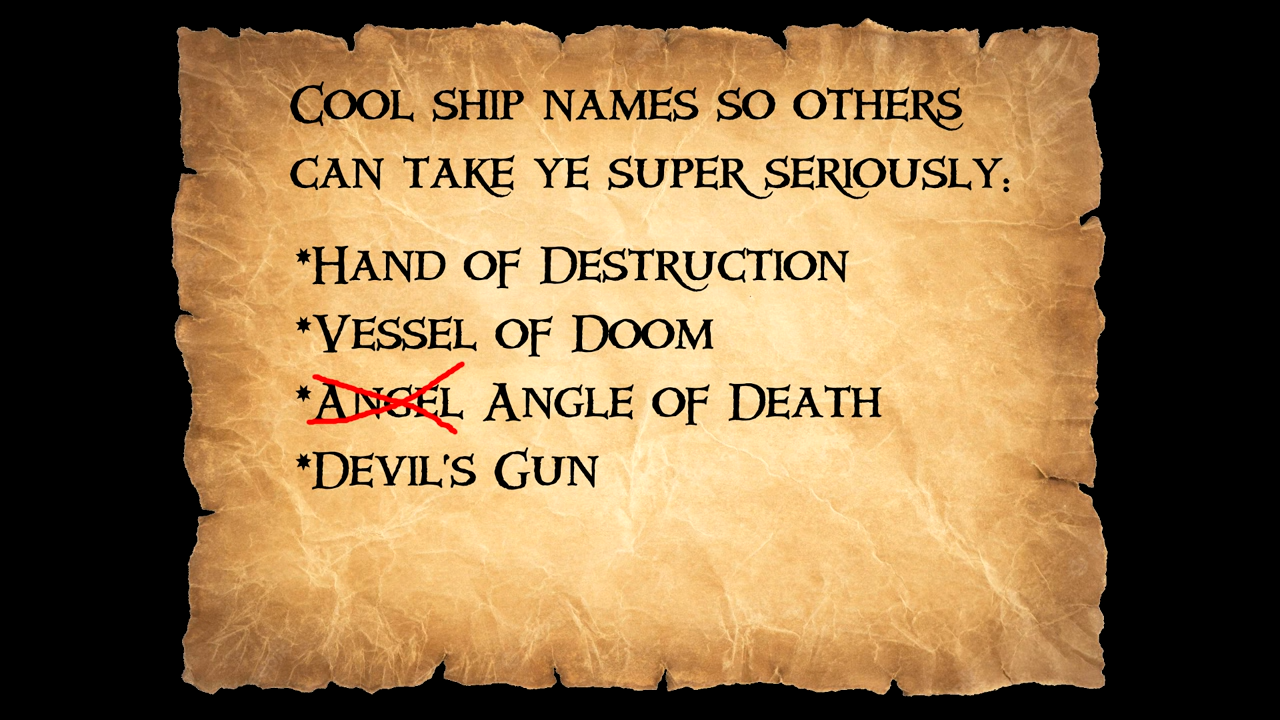 Cool ship names so others
can take ye super seriously:
*Hand of Destruction
*Vessel of Doom
*Angel Angle of Death
*Devil's Gun